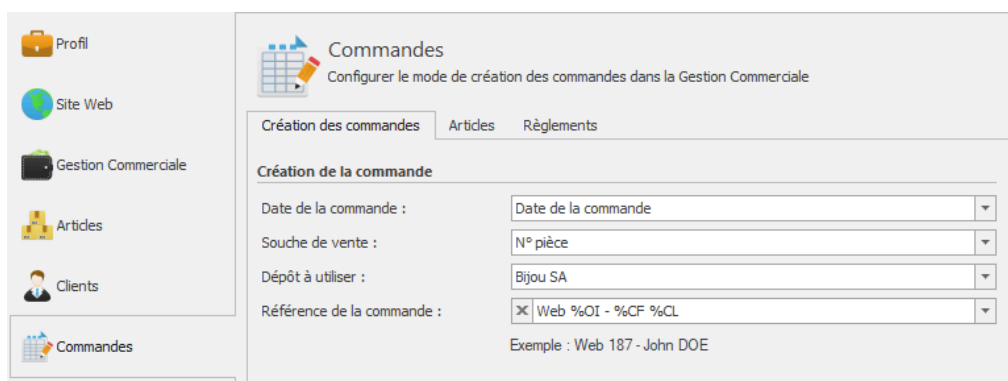 Profil
Site Web
Gestion Commerciale
Articles
Clients
Commandes
Commandes
Configurer le mode de création des commandes dans la Gestion Commerciale
Création des commandes Articles Règlements
Création de la commande
Date de la commande : Date de la commande
Souche de vente : N° pièce
Dépôt à utiliser : Bijou SA
Référence de la commande : Web %OI - %CF %CL
Exemple : Web 187 - John DOE